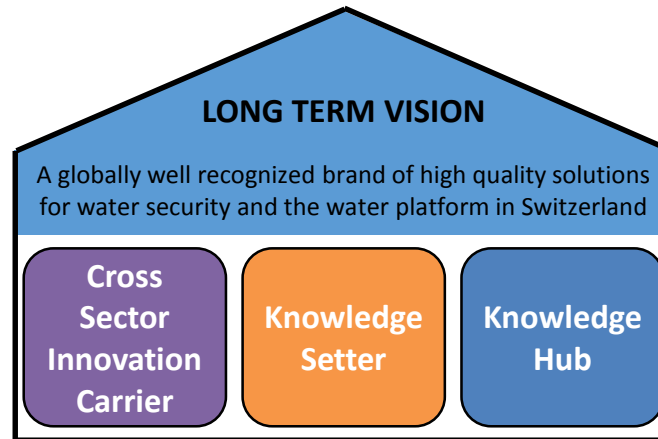 LONG TERM VISION
A globally well recognized brand of high quality solutions
for water security and the water platform in Switzerland
Cross
Sector
Innovation
Carrier
Knowledge
Setter
Knowledge
Hub